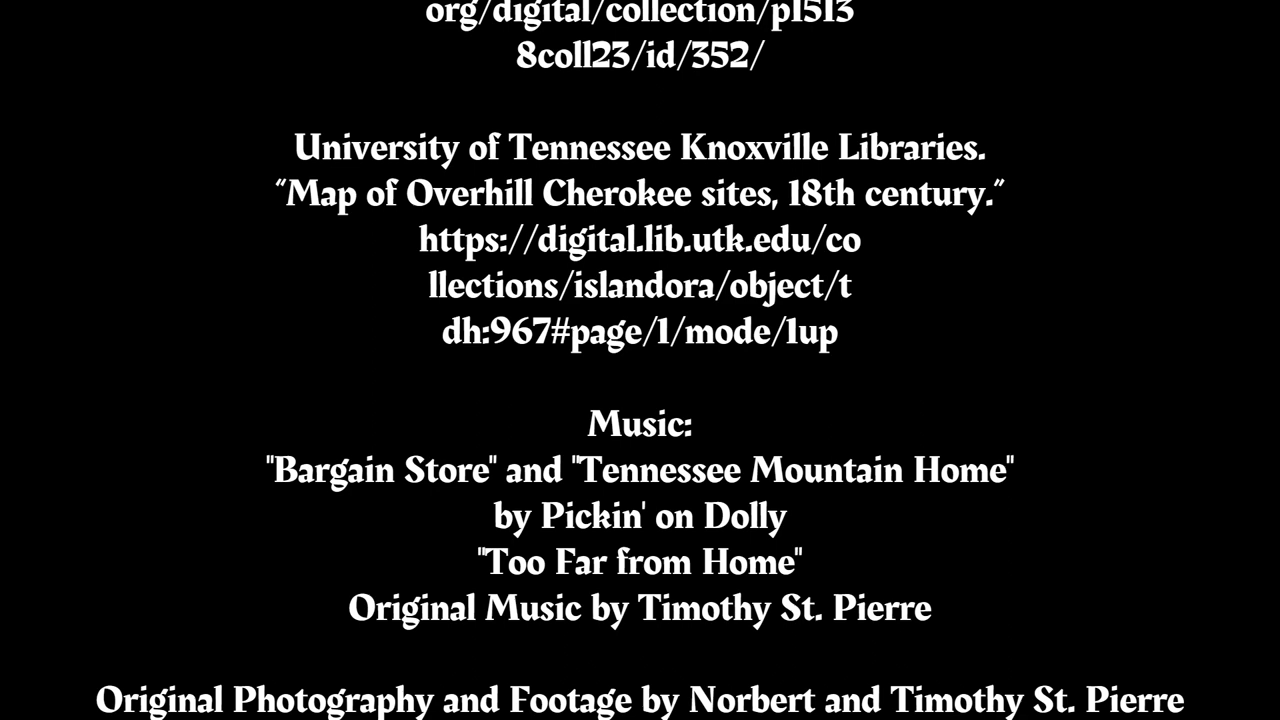 org/digital/collection/p1513
8coll23/id/352/
University of Tennessee Knoxville Libraries.
“Map of Overhill Cherokee sites, 18th century.”
https://digital.lib.utk.edu/co
llections/islandora/object/t
dh:967#page/1/mode/1up
Music:
"Bargain Store" and "Tennessee Mountain Home"
by Pickin' on Dolly
"Too Far from Home"
Original Music by Timothy St. Pierre
Original Photography and Footage by Norbert and Timothy St. Pierre